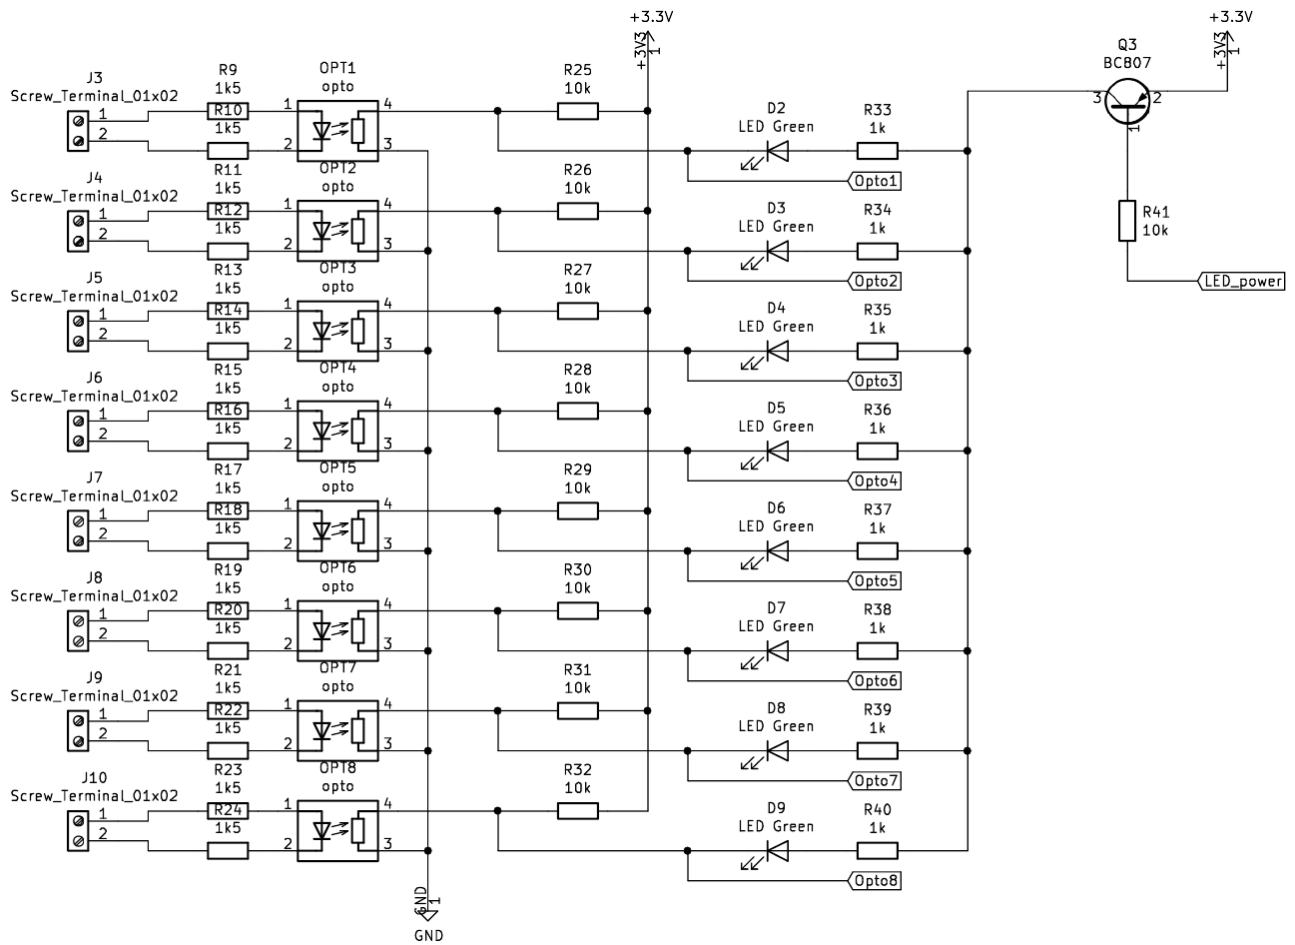 +3.3V
+3V3
1
+3.3V
+3V3
1
Q3
BC807
3
2
1
R41
10k
LED_power
J3
Screw_Terminal_01x02
1
2
R9
1k5
R10
1k5
OPT1
opto
1
2
4
3
R25
10k
D2
LED Green
R33
1k
Opto1
J4
Screw_Terminal_01x02
1
2
R11
1k5
R12
1k5
OPT2
opto
1
2
4
3
R26
10k
D3
LED Green
R34
1k
Opto2
J5
Screw_Terminal_01x02
1
2
R13
1k5
R14
1k5
OPT3
opto
1
2
4
3
R27
10k
D4
LED Green
R35
1k
Opto3
J6
Screw_Terminal_01x02
1
2
R15
1k5
R16
1k5
OPT4
opto
1
2
4
3
R28
10k
D5
LED Green
R36
1k
Opto4
J7
Screw_Terminal_01x02
1
2
R17
1k5
R18
1k5
OPT5
opto
1
2
4
3
R29
10k
D6
LED Green
R37
1k
Opto5
J8
Screw_Terminal_01x02
1
2
R19
1k5
R20
1k5
OPT6
opto
1
2
4
3
R30
10k
D7
LED Green
R38
1k
Opto6
J9
Screw_Terminal_01x02
1
2
R21
1k5
R22
1k5
OPT7
opto
1
2
4
3
R31
10k
D8
LED Green
R39
1k
Opto7
J10
Screw_Terminal_01x02
1
2
R23
1k5
R24
1k5
OPT8
opto
1
2
4
3
R32
10k
D9
LED Green
R40
1k
Opto8
GND
1
GND